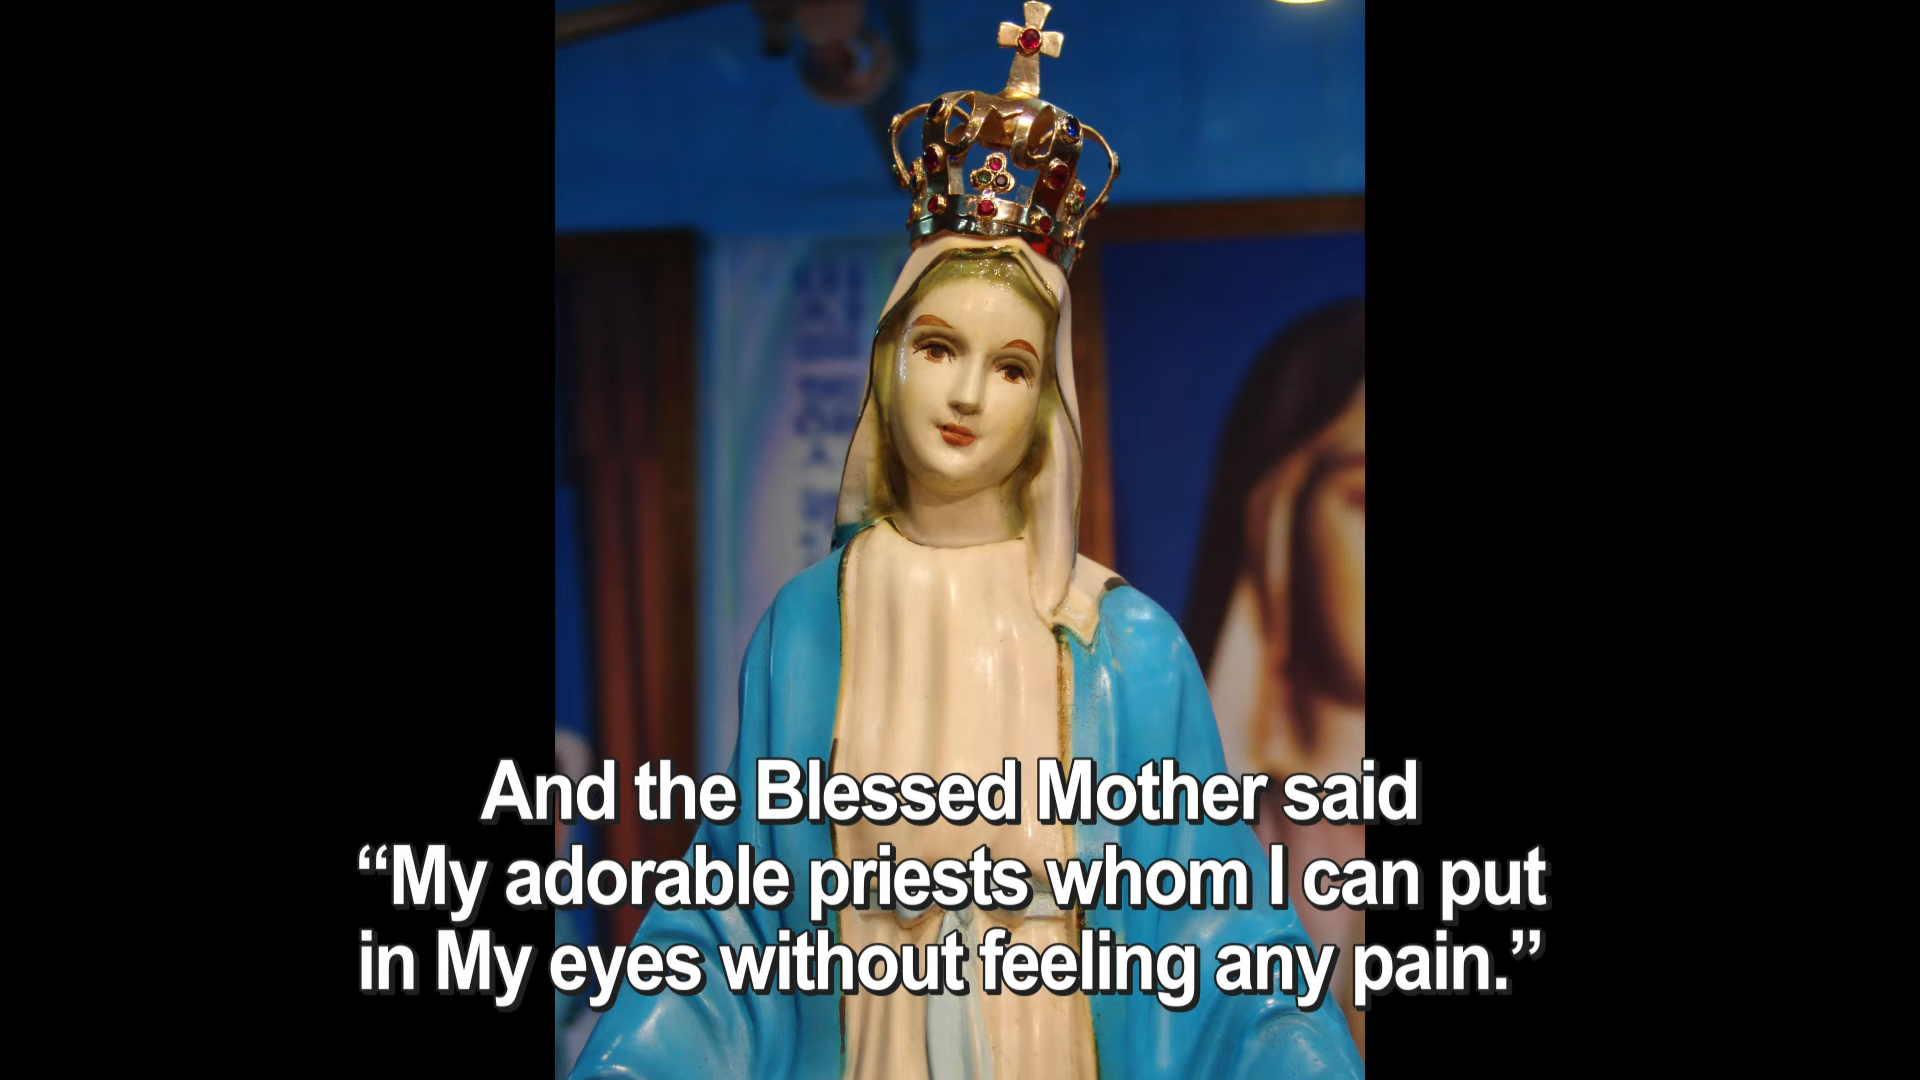 And the Blessed Mother said
“My adorable priests whom I can put
in My eyes without feeling any pain.”